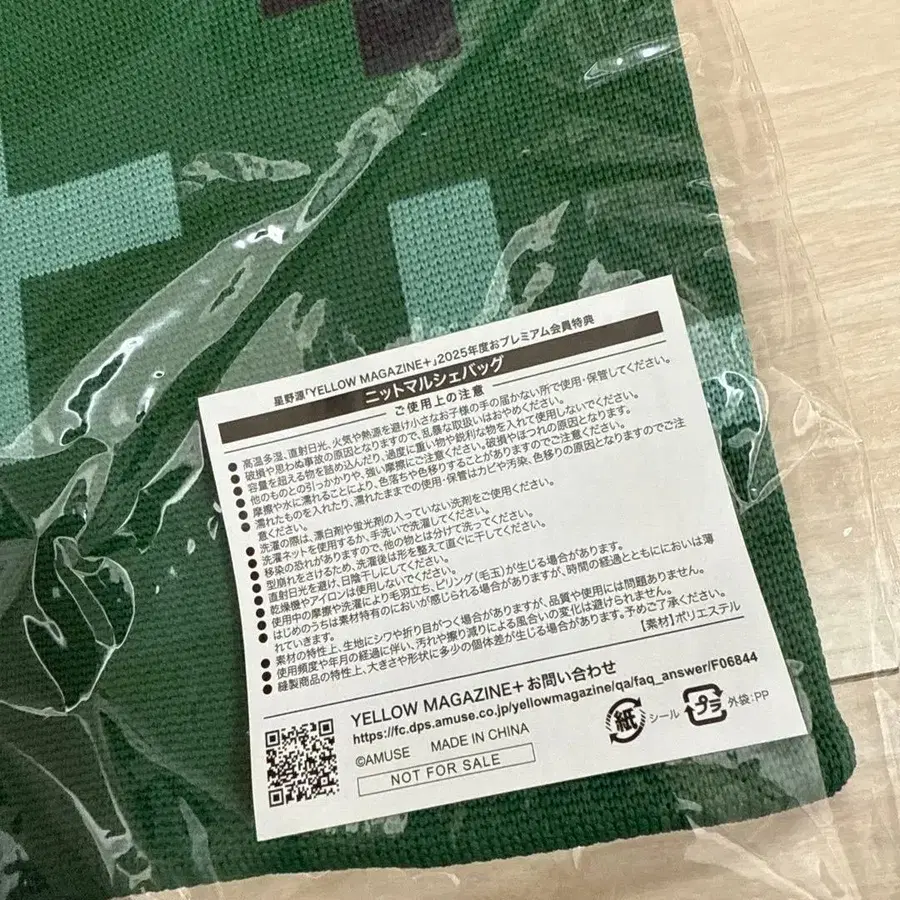 星野源「YELLOW MAGAZINE+」2025年度おプレミアム会員特典
ニットマルシェバッグ
ご使用上の注意
● 高温多湿、直射日光、火気や熱源を避け小さなお子様の手の届かない所で使用・保管してください。
● 破損や思わぬ事故の原因となりますので、乱暴な取扱いはおやめください。
● 容量を超える物を詰め込んだり、過度に重い物や鋭利な物を入れて使用しないでください。
● 他のものとの引っかかりや、強い摩擦にご注意ください。破損やほつれの原因となります。
● 摩擦や水に濡れることにより、色落ちや色移りすることがありますのでご注意ください。
● 濡れたものを入れたり、濡れたままでの使用・保管はカビや汚染、色移りの原因となりますのでご注
意ください。
● 洗濯の際は、漂白剤や蛍光剤の入っていない洗剤をご使用ください。
● 洗濯ネットを使用するか、手洗いで洗濯してください。
● 移染の恐れがありますので、他の物とは分けて洗ってください。
● 型崩れをさけるため、洗濯後は形を整えて直ぐに干してください。
● 直射日光を避け、日陰干しにしてください。
● 乾燥機やアイロンは使用しないでください。
● 使用中の摩擦や洗濯により毛羽立ち、ピリング(毛玉)が生じる場合があります。
● はじめのうちは素材特有のにおいが感じられる場合がありますが、時間の経過とともににおいは薄
れていきます。
● 素材の特性上、生地にシワや折り目がつく場合がありますが、品質や使用には問題ありません。
● 使用頻度や年月の経過に伴い、汚れや擦り減りによる風合いの変化は避けられません。
● 縫製商品の特性上、大きさや形状に多少の個体差が生じる場合があります。予めご了承ください。
【素材】ポリエステル
YELLOW MAGAZINE+ お問い合わせ
https://fc.dps.amuse.co.jp/yellowmagazine/qa/faq_answer/F06844
©AMUSE MADE IN CHINA
NOT FOR SALE
紙 シール プラ 外袋:PP